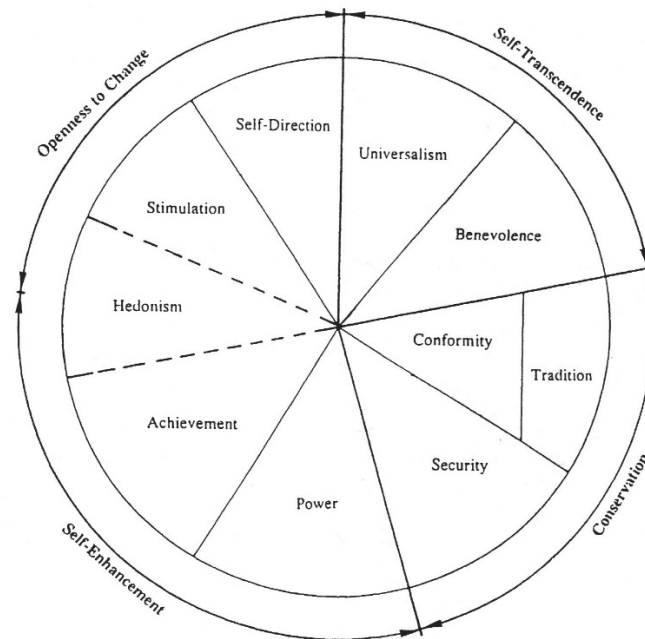 Openness to Change
Self-Transcendence
Self-Direction
Universalism
Stimulation
Benevolence
Hedonism
Conformity
Tradition
Achievement
Security
Power
Self-Enhancement
Conservation